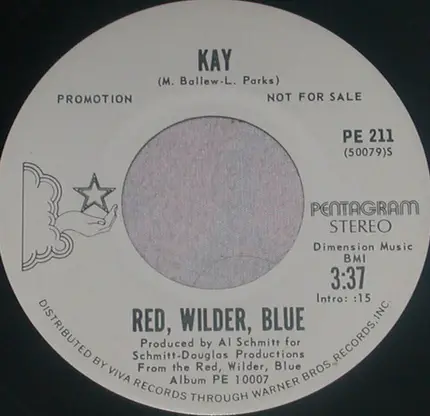 KAY
(M. Ballew-L. Parks)
PROMOTION NOT FOR SALE
PE 211
(50079)S
PENTAGRAM
STEREO
Dimension Music
BMI
3:37
Intro: :15
RED, WILDER, BLUE
Produced by Al Schmitt for
Schmitt-Douglas Productions
From the Red, Wilder, Blue
Album PE 10007
DISTRIBUTED BY VIVA RECORDS THROUGH WARNER BROS. RECORDS, INC.